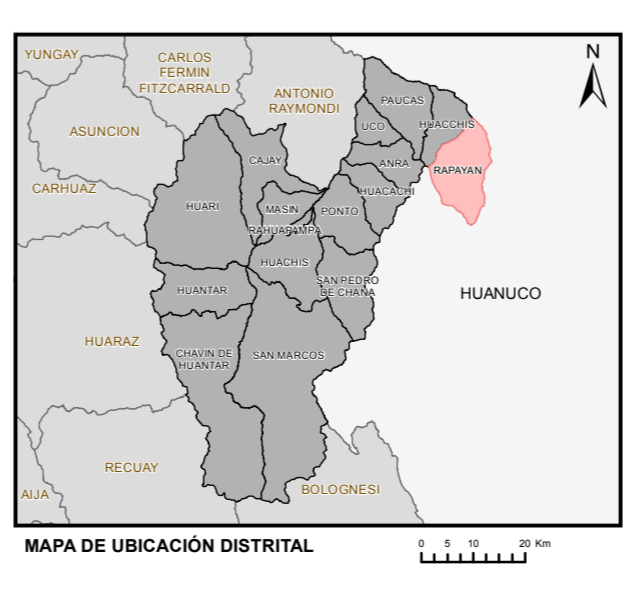 YUNGAY
CARLOS
FERMIN
FITZCARRALD
N
ANTONIO
RAYMONDI
PAUCAS
UCO
HUACCHIS
ASUNCION
CAJAY
ANRA
RAPAYAN
CARHUAZ
HUACACHI
HUARI
MASIN
PONTO
RAHUAPAMPA
HUACHIS
SAN PEDRO
DE CHANA
HUANTAR
HUANUCO
HUARAZ
CHAVIN DE
HUANTAR
SAN MARCOS
RECUAY
AIJA
BOLOGNESI
MAPA DE UBICACIÓN DISTRITAL
0 5 10 20 Km